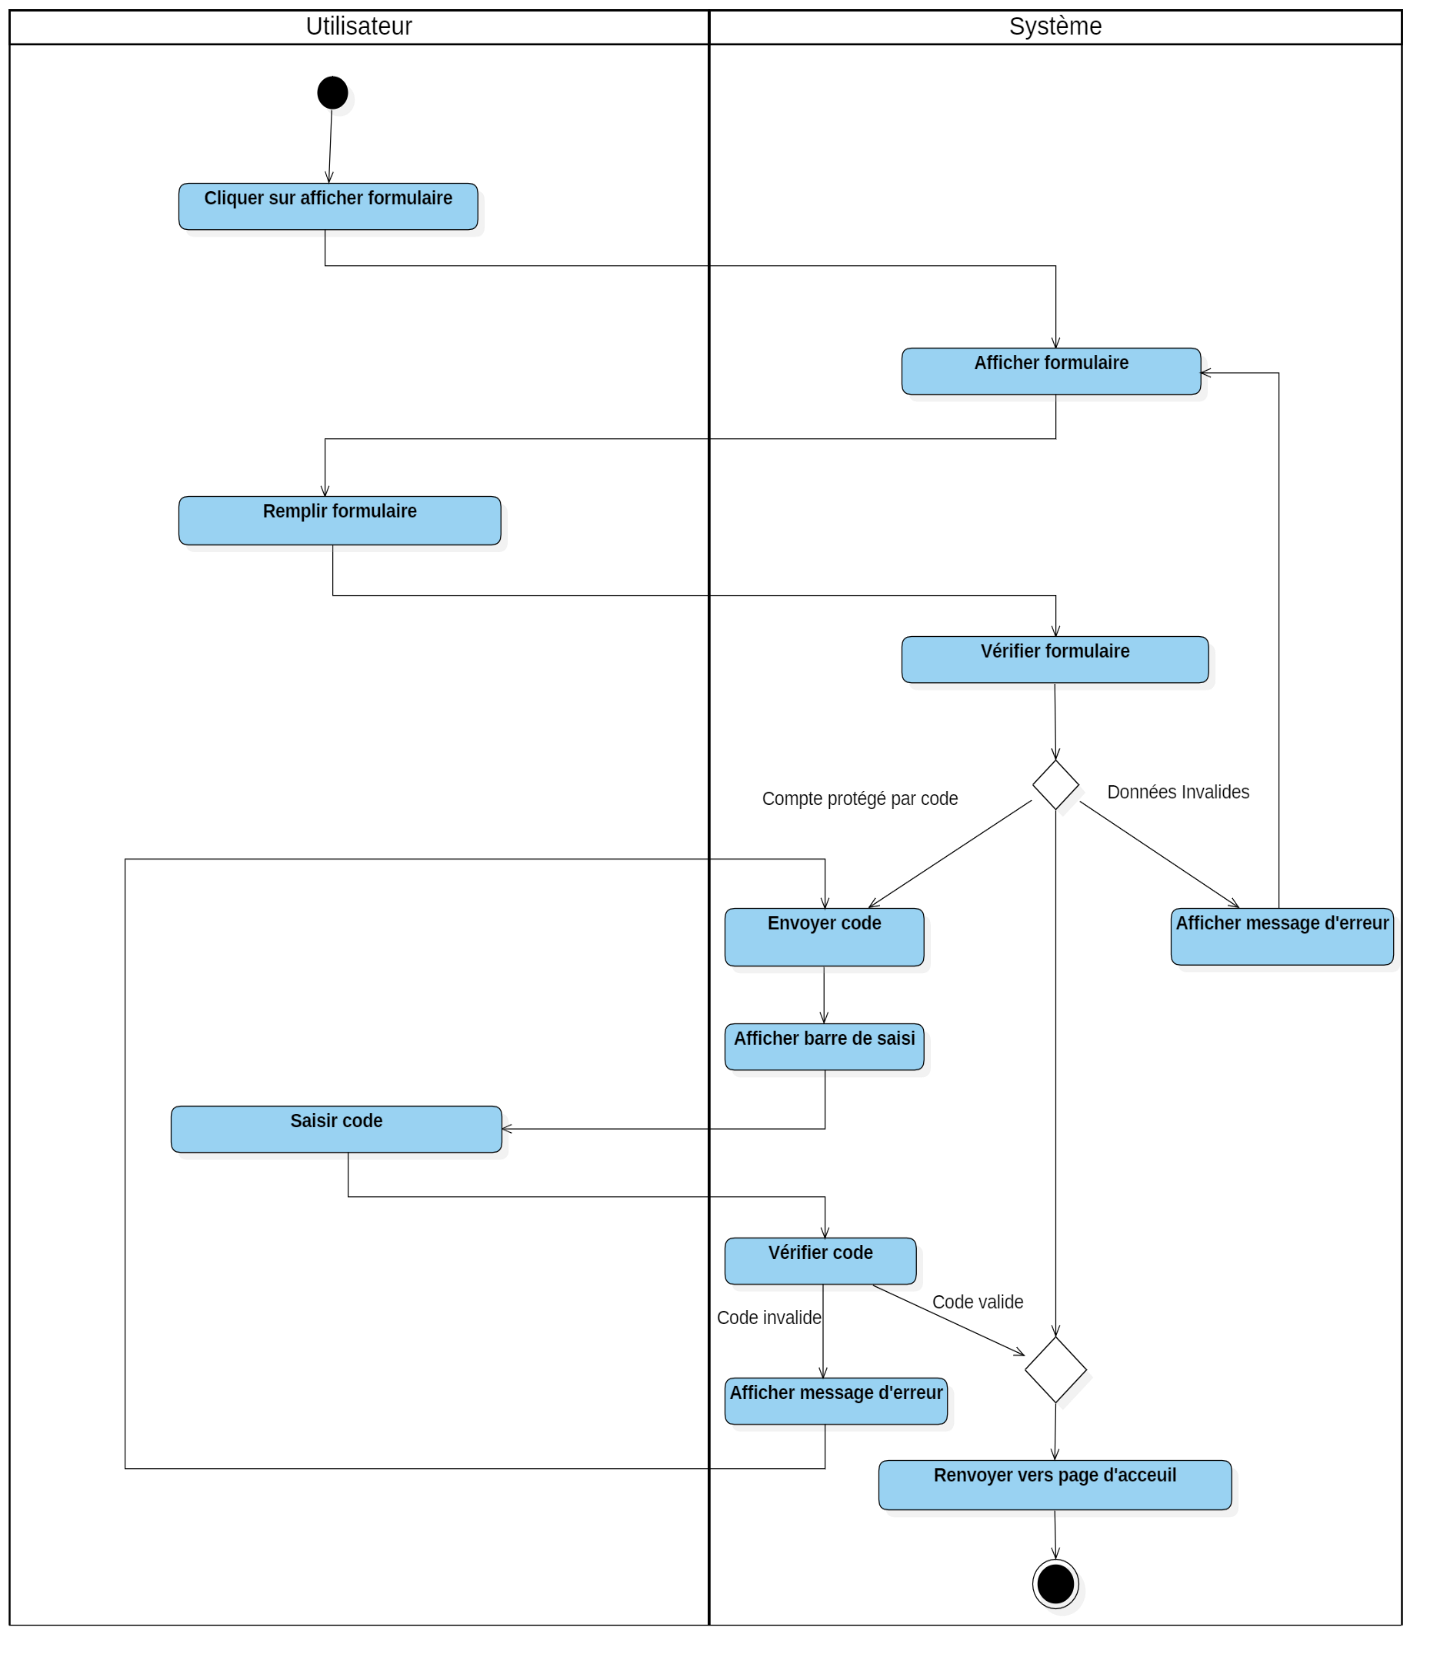 Utilisateur
Système
Cliquer sur afficher formulaire
Afficher formulaire
Remplir formulaire
Vérifier formulaire
Compte protégé par code
Données Invalides
Envoyer code
Afficher message d'erreur
Afficher barre de saisi
Saisir code
Vérifier code
Code valide
Code invalide
Afficher message d'erreur
Renvoyer vers page d'acceuil